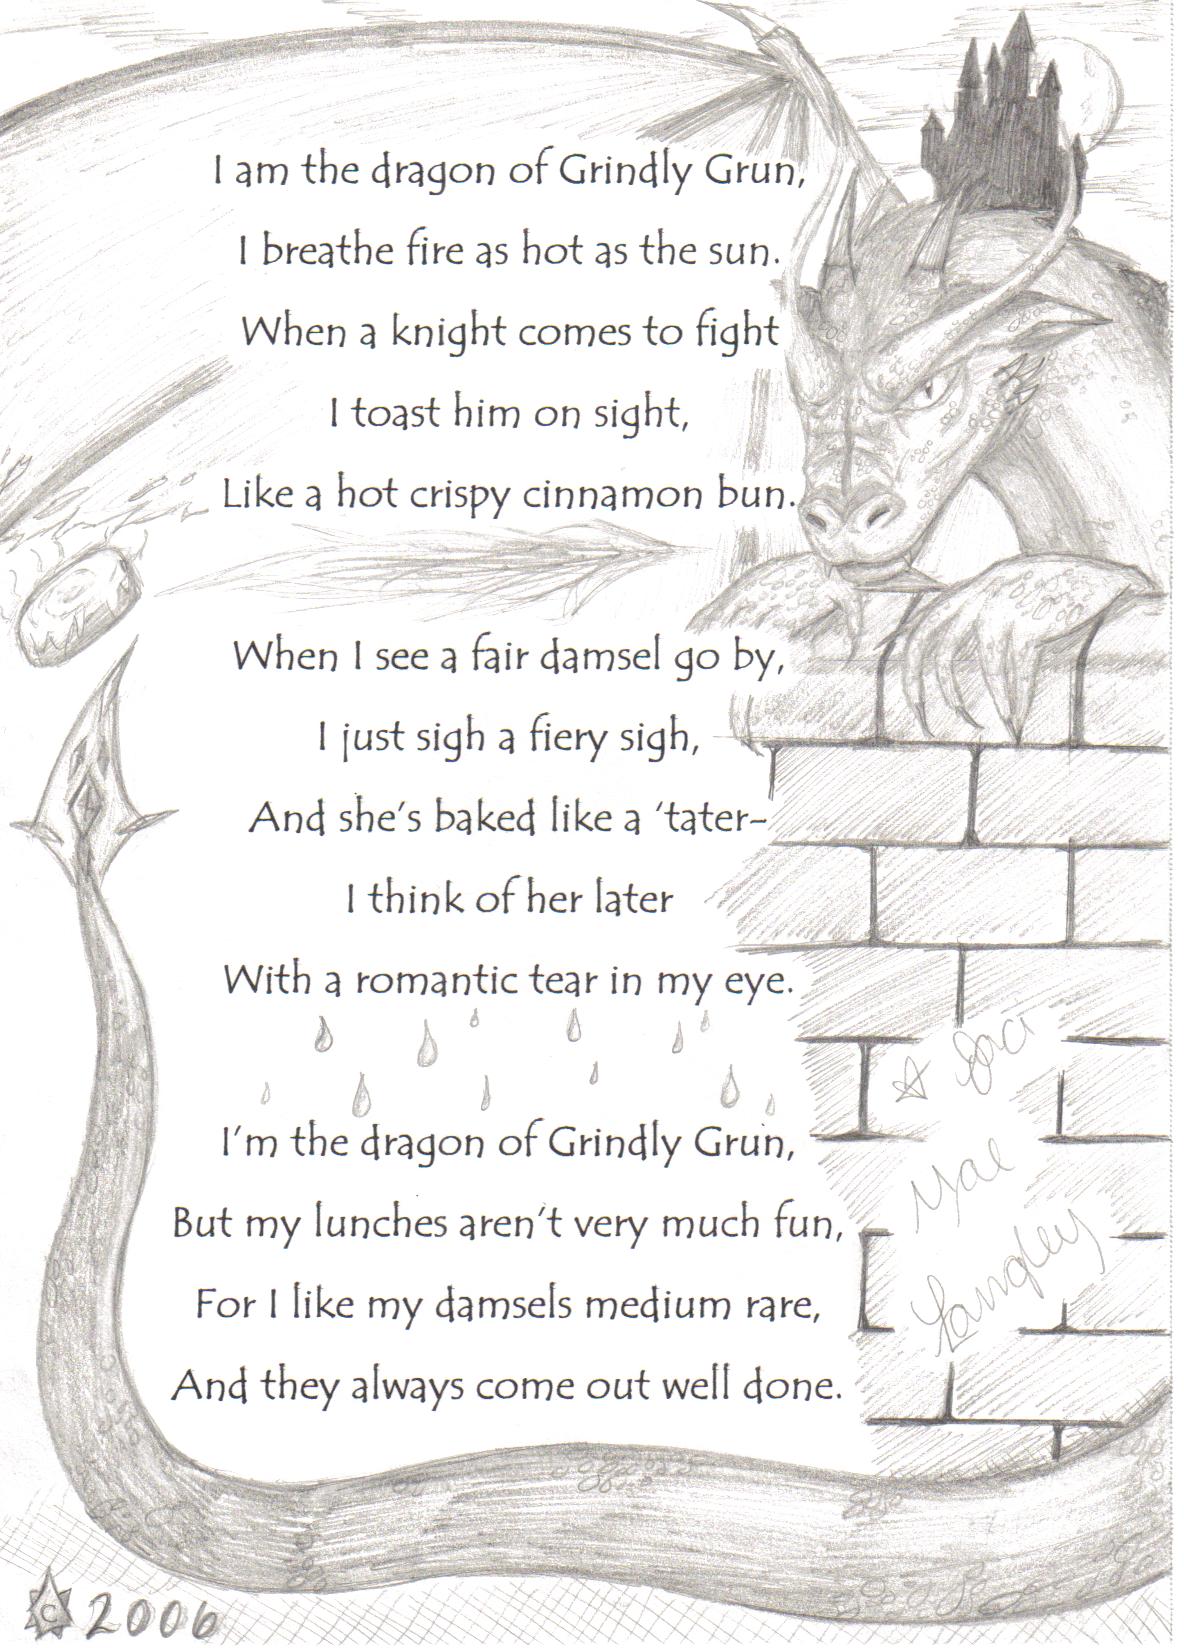 I am the dragon of Grindly Grun,
I breathe fire as hot as the sun.
When a knight comes to fight
I toast him on sight,
Like a hot crispy cinnamon bun.
When I see a fair damsel go by,
I just sigh a fiery sigh,
And she's baked like a 'tater–
I think of her later
With a romantic tear in my eye.
I'm the dragon of Grindly Grun,
But my lunches aren't very much fun,
For I like my damsels medium rare,
And they always come out well done.
Jaci
Mae
Langley
C 2006